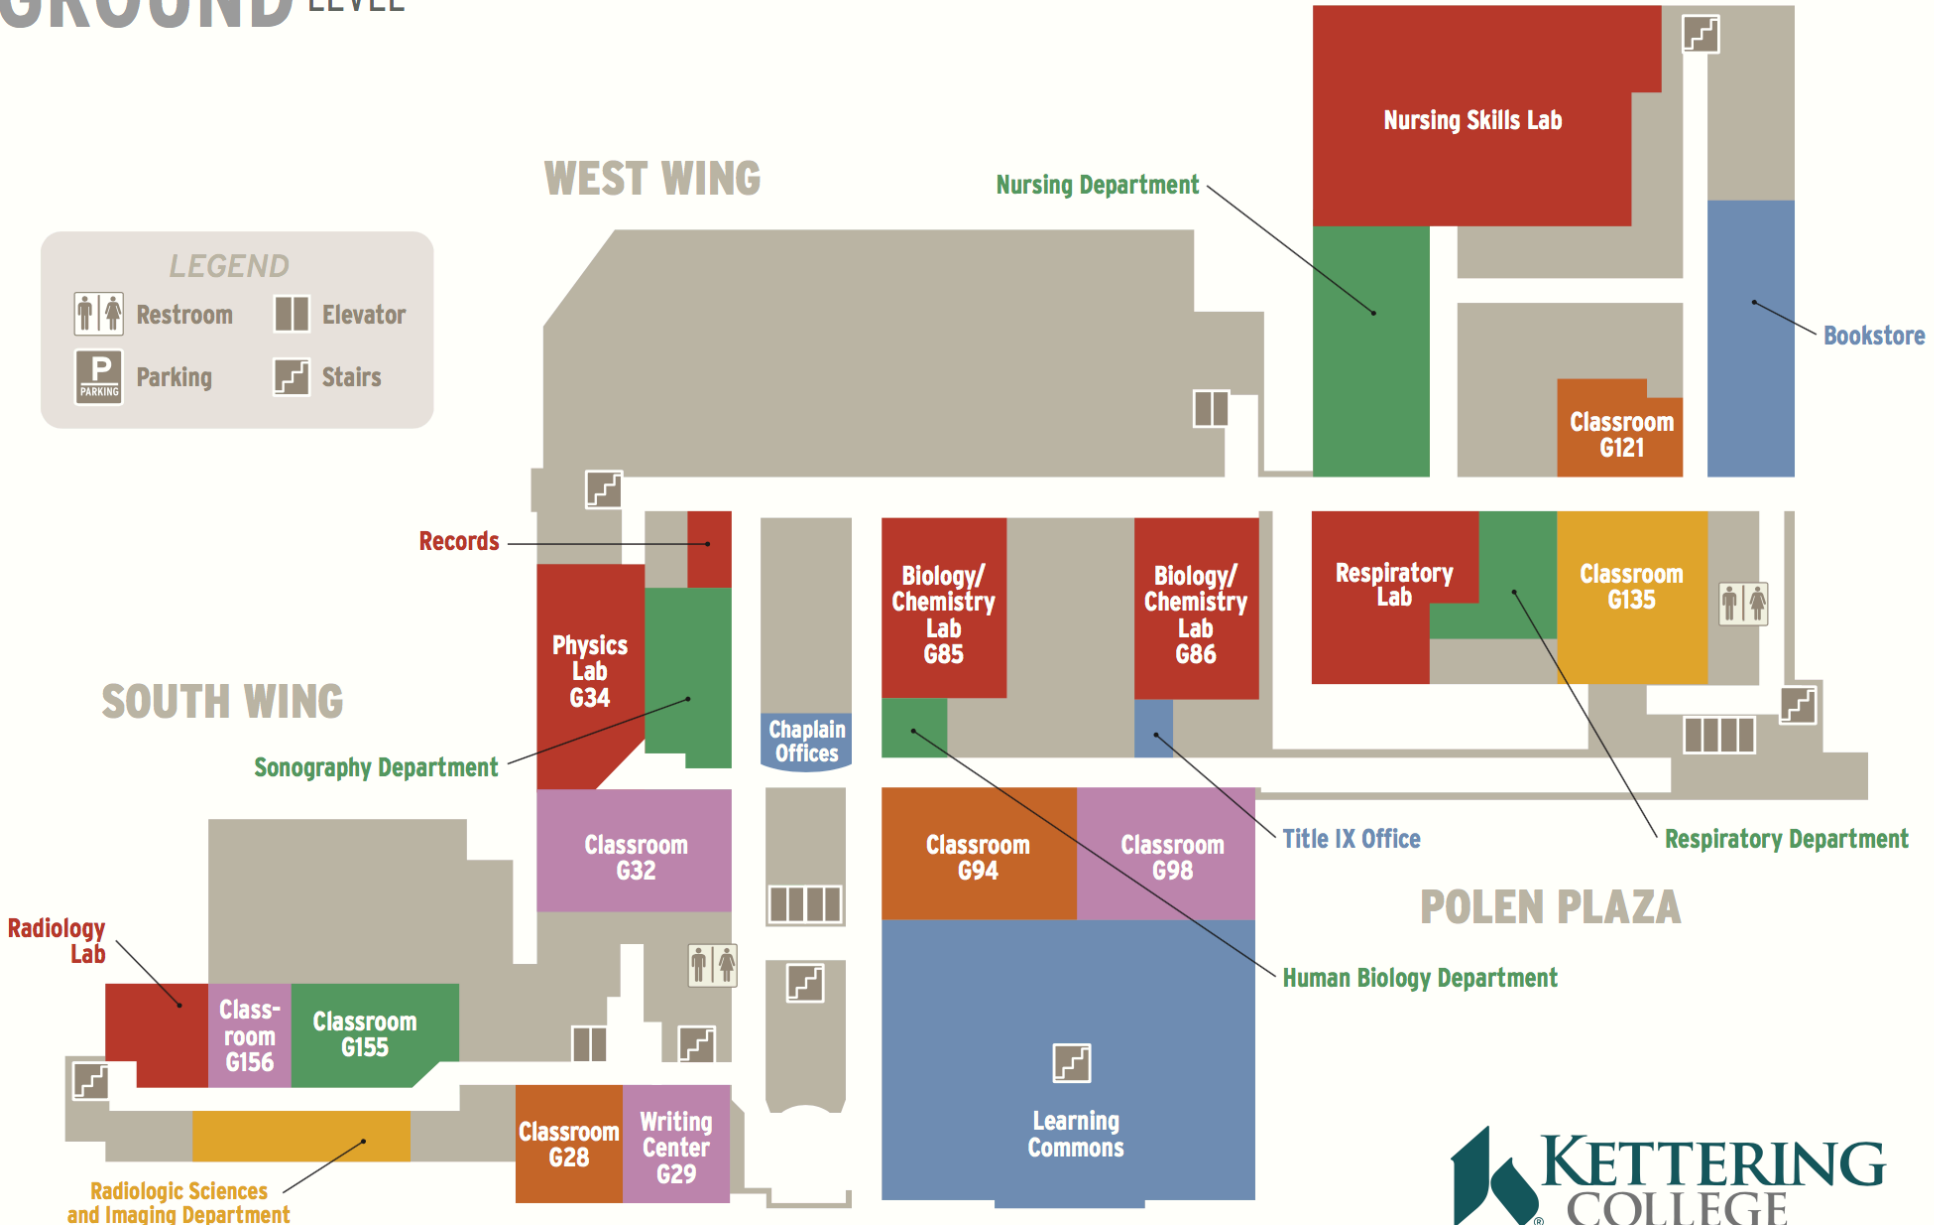 GROUND LEVEL
WEST WING
Nursing Skills Lab
Nursing Department
LEGEND
Restroom
Elevator
P
PARKING
Parking
Stairs
Bookstore
Classroom
G121
Records
Biology/
Chemistry
Lab
G85
Biology/
Chemistry
Lab
G86
Respiratory
Lab
Classroom
G135
Physics
Lab
G34
SOUTH WING
Sonography Department
Chaplain
Offices
Classroom
G32
Classroom
G94
Classroom
G98
Title IX Office
Respiratory Department
POLEN PLAZA
Human Biology Department
Radiology
Lab
Class-
room
G156
Classroom
G155
Classroom
G28
Writing
Center
G29
Learning
Commons
Radiologic Sciences
and Imaging Department
KETTERING
COLLEGE
®